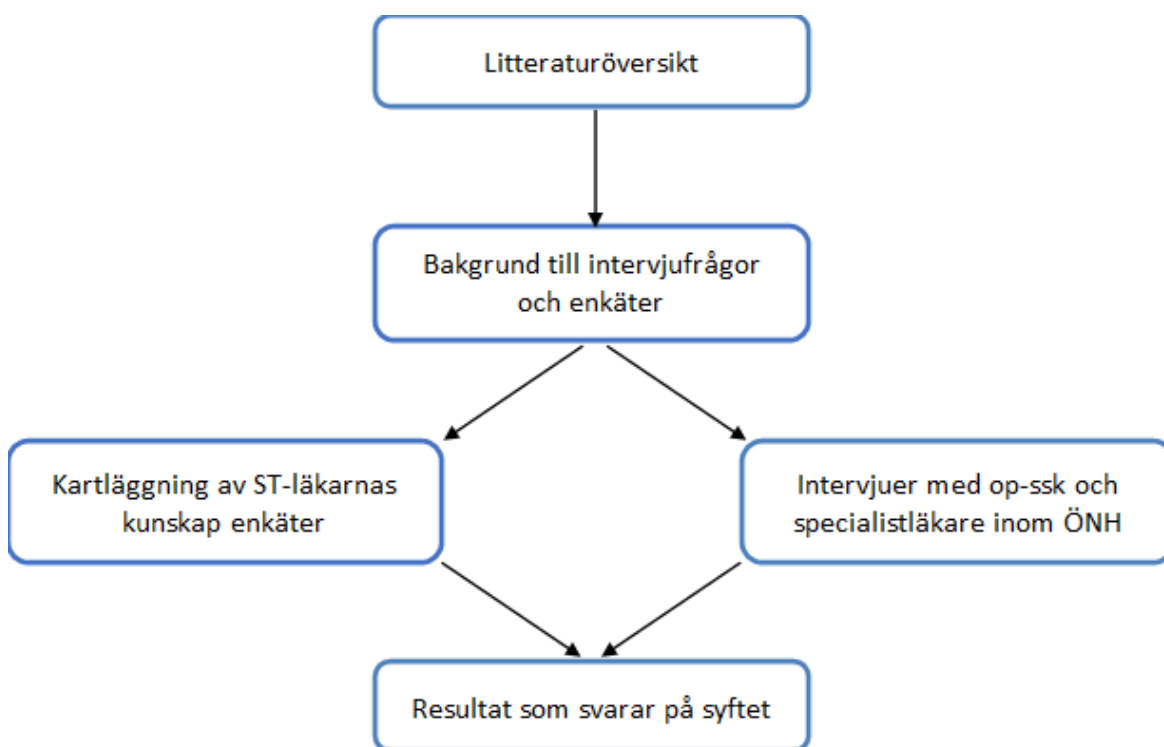 Litteraturöversikt
Bakgrund till intervjufrågor
och enkäter
Kartläggning av ST-läkarnas
kunskap enkäter
Intervjuer med op-ssk och
specialistläkare inom ÖNH
Resultat som svarar på syftet